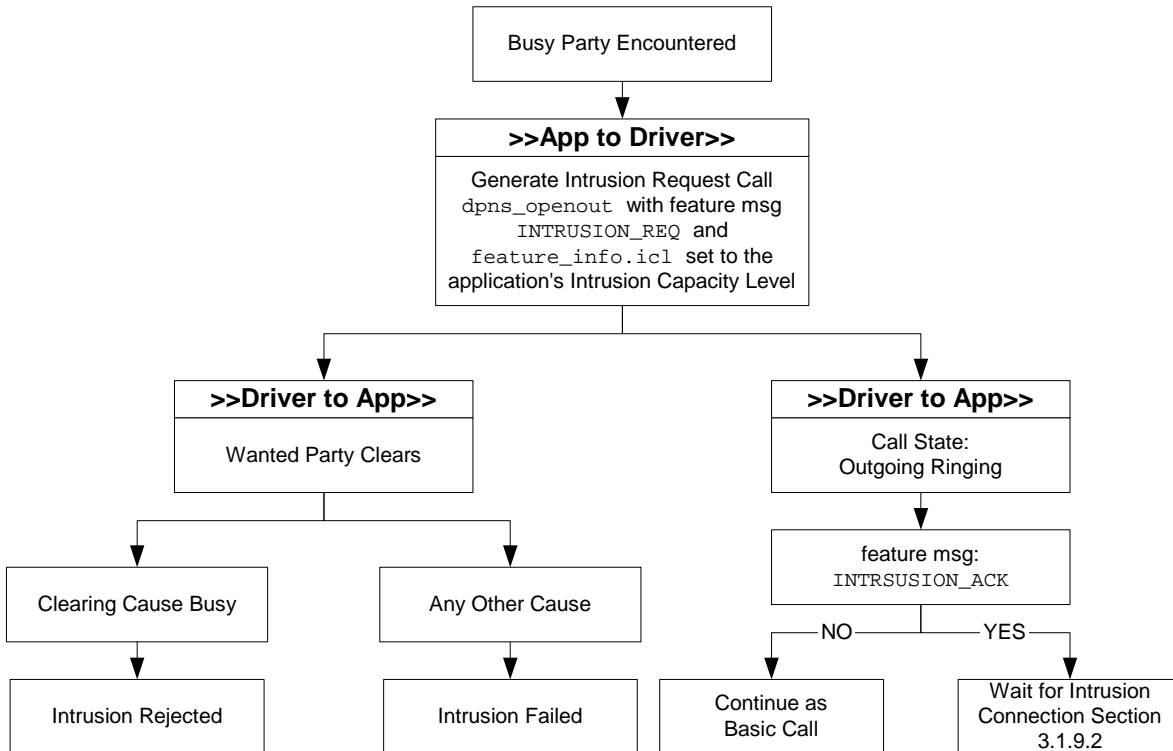 Busy Party Encountered
>>App to Driver>>
Generate Intrusion Request Call
dpns_openout with feature msg
INTRUSION_REQ and
feature_info.icl set to the
application's Intrusion Capacity Level
>>Driver to App>>
Wanted Party Clears
>>Driver to App>>
Call State:
Outgoing Ringing
Clearing Cause Busy
Any Other Cause
feature msg:
INTRSUSION_ACK
NO
YES
Intrusion Rejected
Intrusion Failed
Continue as
Basic Call
Wait for Intrusion
Connection Section
3.1.9.2